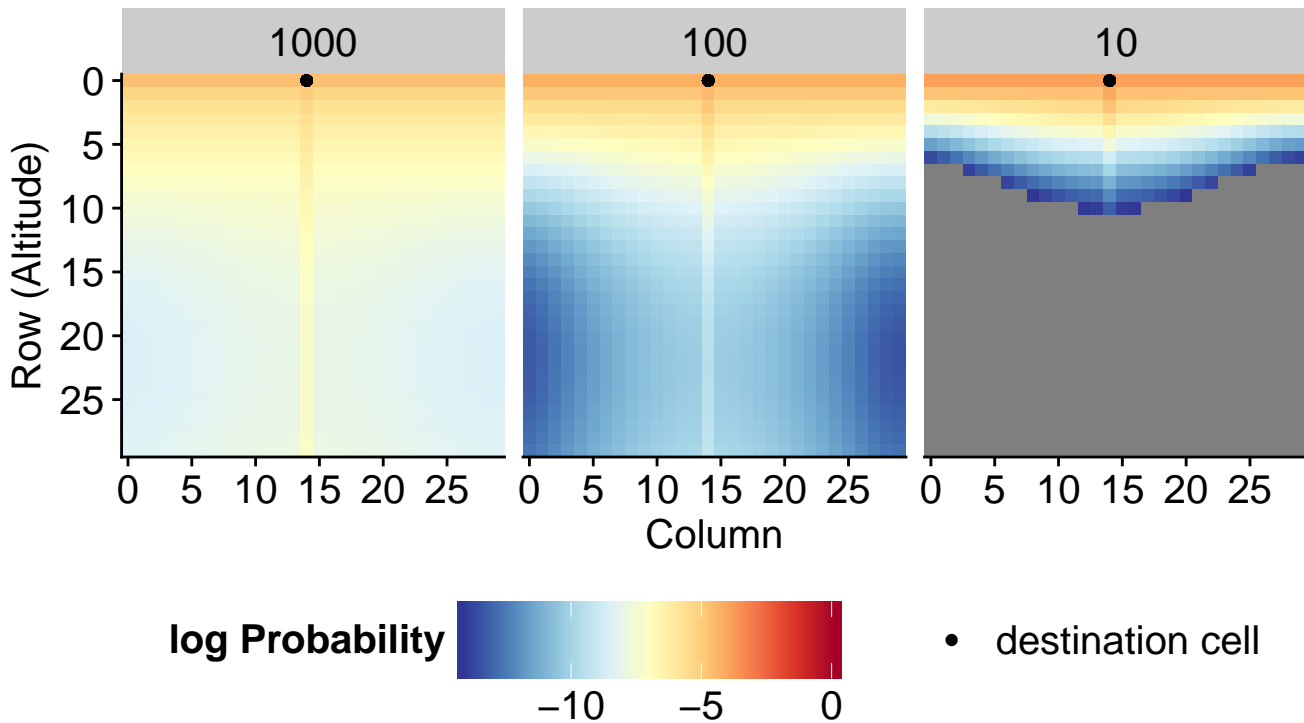 1000 100 10
0
5
10
15
20
25
Row (Altitude)
0 5 10 15 20 25 0 5 10 15 20 25 0 5 10 15 20 25
Column
log Probability
−10 −5 0
destination cell